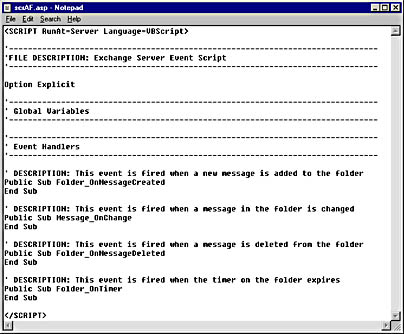 scrAF.asp - Notepad
File Edit Search Help
<SCRIPT RunAt=Server Language=VBScript>
'------------------------------------------------------------------------------
'FILE DESCRIPTION: Exchange Server Event Script
'------------------------------------------------------------------------------
Option Explicit
'------------------------------------------------------------------------------
' Global Variables
'------------------------------------------------------------------------------
'------------------------------------------------------------------------------
' Event Handlers
'------------------------------------------------------------------------------
' DESCRIPTION: This event is fired when a new message is added to the folder
Public Sub Folder_OnMessageCreated
End Sub
' DESCRIPTION: This event is fired when a message in the folder is changed
Public Sub Message_OnChange
End Sub
' DESCRIPTION: This event is fired when a message is deleted from the folder
Public Sub Folder_OnMessageDeleted
End Sub
' DESCRIPTION: This event is fired when the timer on the folder expires
Public Sub Folder_OnTimer
End Sub
</SCRIPT>